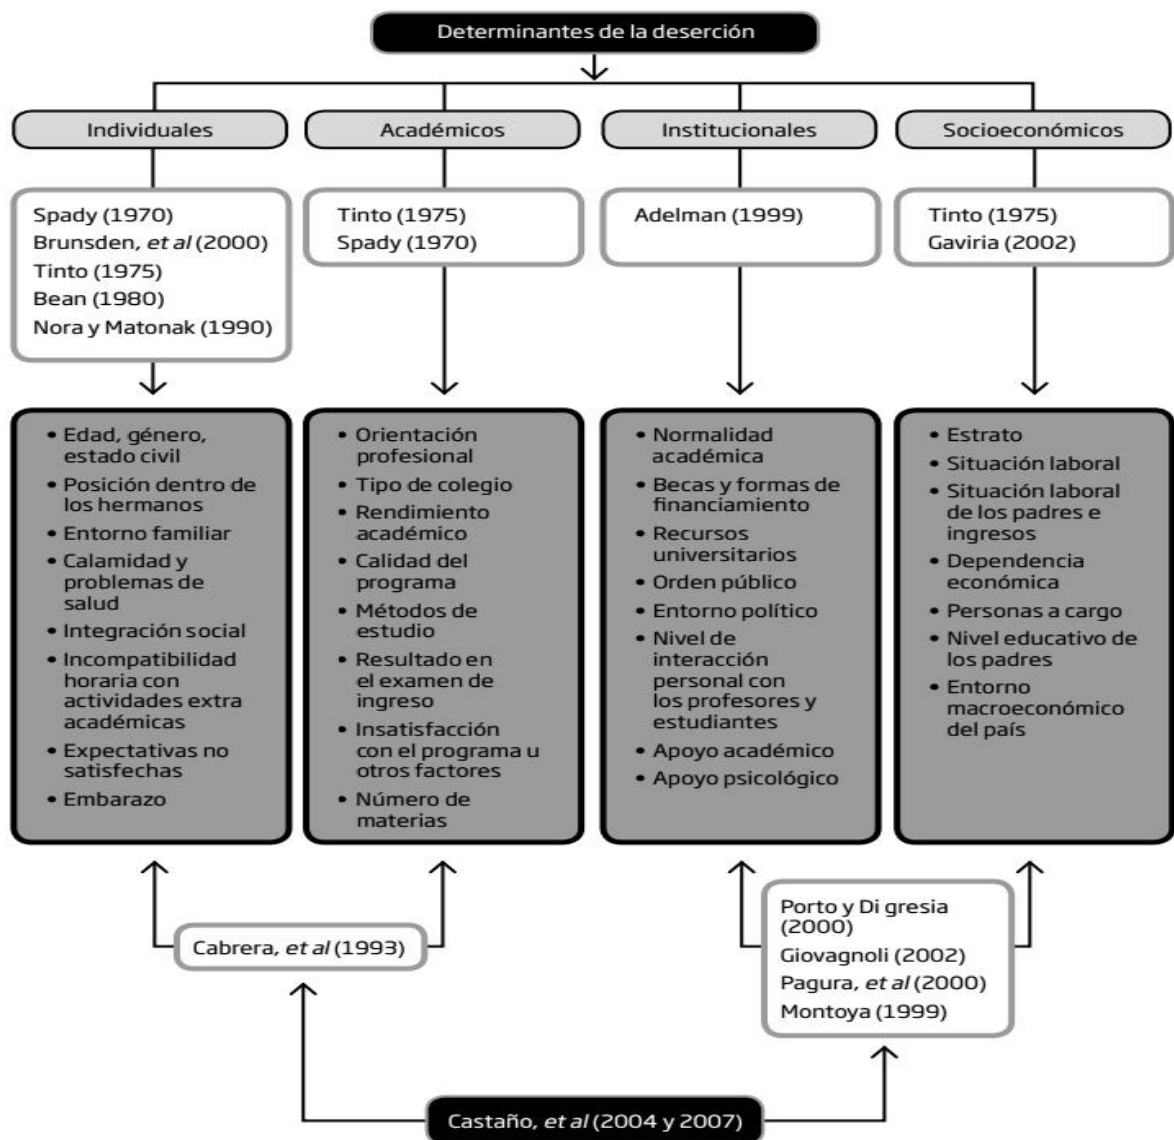 Determinantes de la deserción
Individuales
Académicos
Institucionales
Socioeconómicos
Spady (1970)
Brunsden, et al (2000)
Tinto (1975)
Bean (1980)
Nora y Matonak (1990)
Tinto (1975)
Spady (1970)
Adelman (1999)
Tinto (1975)
Gaviria (2002)
• Edad, género,
estado civil
• Posición dentro de
los hermanos
• Entorno familiar
• Calamidad y
problemas de
salud
• Integración social
• Incompatibilidad
horaria con
actividades extra
académicas
• Expectativas no
satisfechas
• Embarazo
• Orientación
profesional
• Tipo de colegio
• Rendimiento
académico
• Calidad del
programa
• Métodos de
estudio
• Resultado en
el examen de
ingreso
• Insatisfacción
con el programa u
otros factores
• Número de
materias
• Normalidad
académica
• Becas y formas de
financiamiento
• Recursos
universitarios
• Orden público
• Entorno político
• Nivel de
interacción
personal con
los profesores y
estudiantes
• Apoyo académico
• Apoyo psicológico
• Estrato
• Situación laboral
• Situación laboral
de los padres e
ingresos
• Dependencia
económica
• Personas a cargo
• Nivel educativo de
los padres
• Entorno
macroeconómico
del país
Cabrera, et al (1993)
Porto y Di gresia
(2000)
Giovagnoli (2002)
Pagura, et al (2000)
Montoya (1999)
Castaño, et al (2004 y 2007)